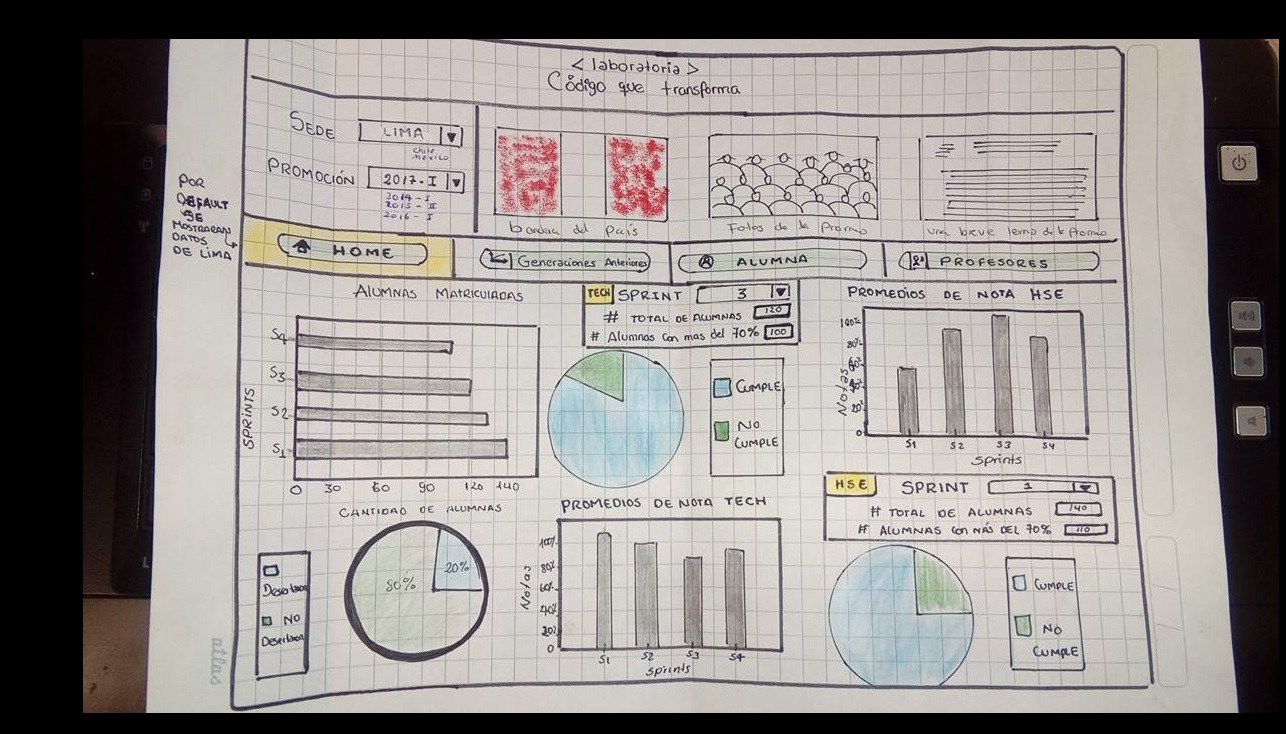 < laboratoria >
Código que transforma
SEDE
LIMA
chile
mexico
PROMOCIÓN
2017-I
2014-I
2015-II
2016-I
bandera del país
Fotos de la Promo
una breve
POR
DEFAULT
SE
MOSTRARAN
DATOS
DE LIMA
HOME
Generaciones Anteriores
ALUMNA
PROFESORES
ALUMNAS MATRICULADAS
SPRINTS
S4
S3
S2
S1
0 30 60 90 120 140
CANTIDAD DE ALUMNAS
Desertaron
NO
Desertaron
80%
20%
TECH SPRINT 3
# TOTAL DE ALUMNAS 120
# Alumnas con mas del 70% 100
CUMPLE
NO
CUMPLE
PROMEDIOS DE NOTA TECH
Notas
100%
80%
60%
40%
20%
0
S1 S2 S3 S4
Sprints
PROMEDIOS DE NOTA HSE
Notas
100%
80%
60%
40%
20%
0
S1 S2 S3 S4
Sprints
HSE SPRINT 1
# TOTAL DE ALUMNAS 140
# ALUMNAS CON MÁS DEL 70% 110
CUMPLE
NO
CUMPLE
atlas